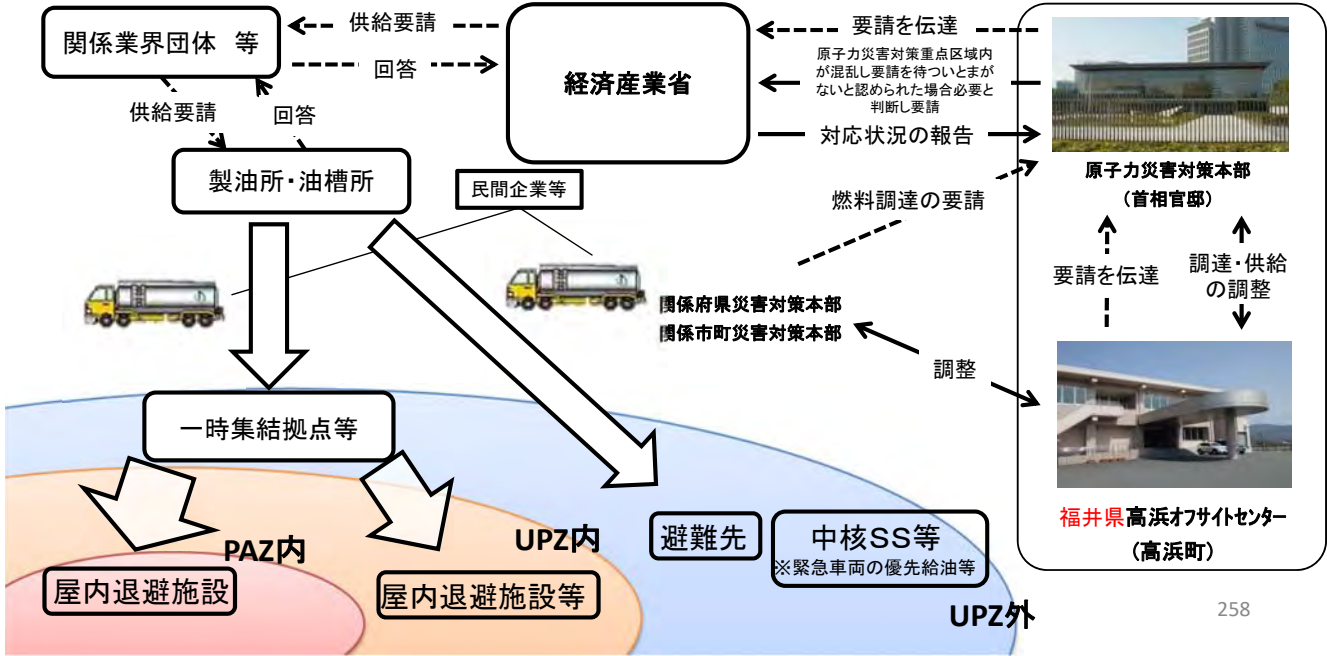 関係業界団体　等
供給要請
回答
供給要請
回答
製油所・油槽所
経済産業省
要請を伝達
原子力災害対策重点区域内
が混乱し要請を待ついとまが
ないと認められた場合必要と
判断し要請
対応状況の報告
原子力災害対策本部
（首相官邸）
民間企業等
燃料調達の要請
関係府県災害対策本部
関係市町災害対策本部
要請を伝達
調達・供給
の調整
調整
福井県高浜オフサイトセンター
（高浜町）
一時集結拠点等
PAZ内
屋内退避施設
UPZ内
屋内退避施設等
避難先
中核SS等
※緊急車両の優先給油等
UPZ外
258